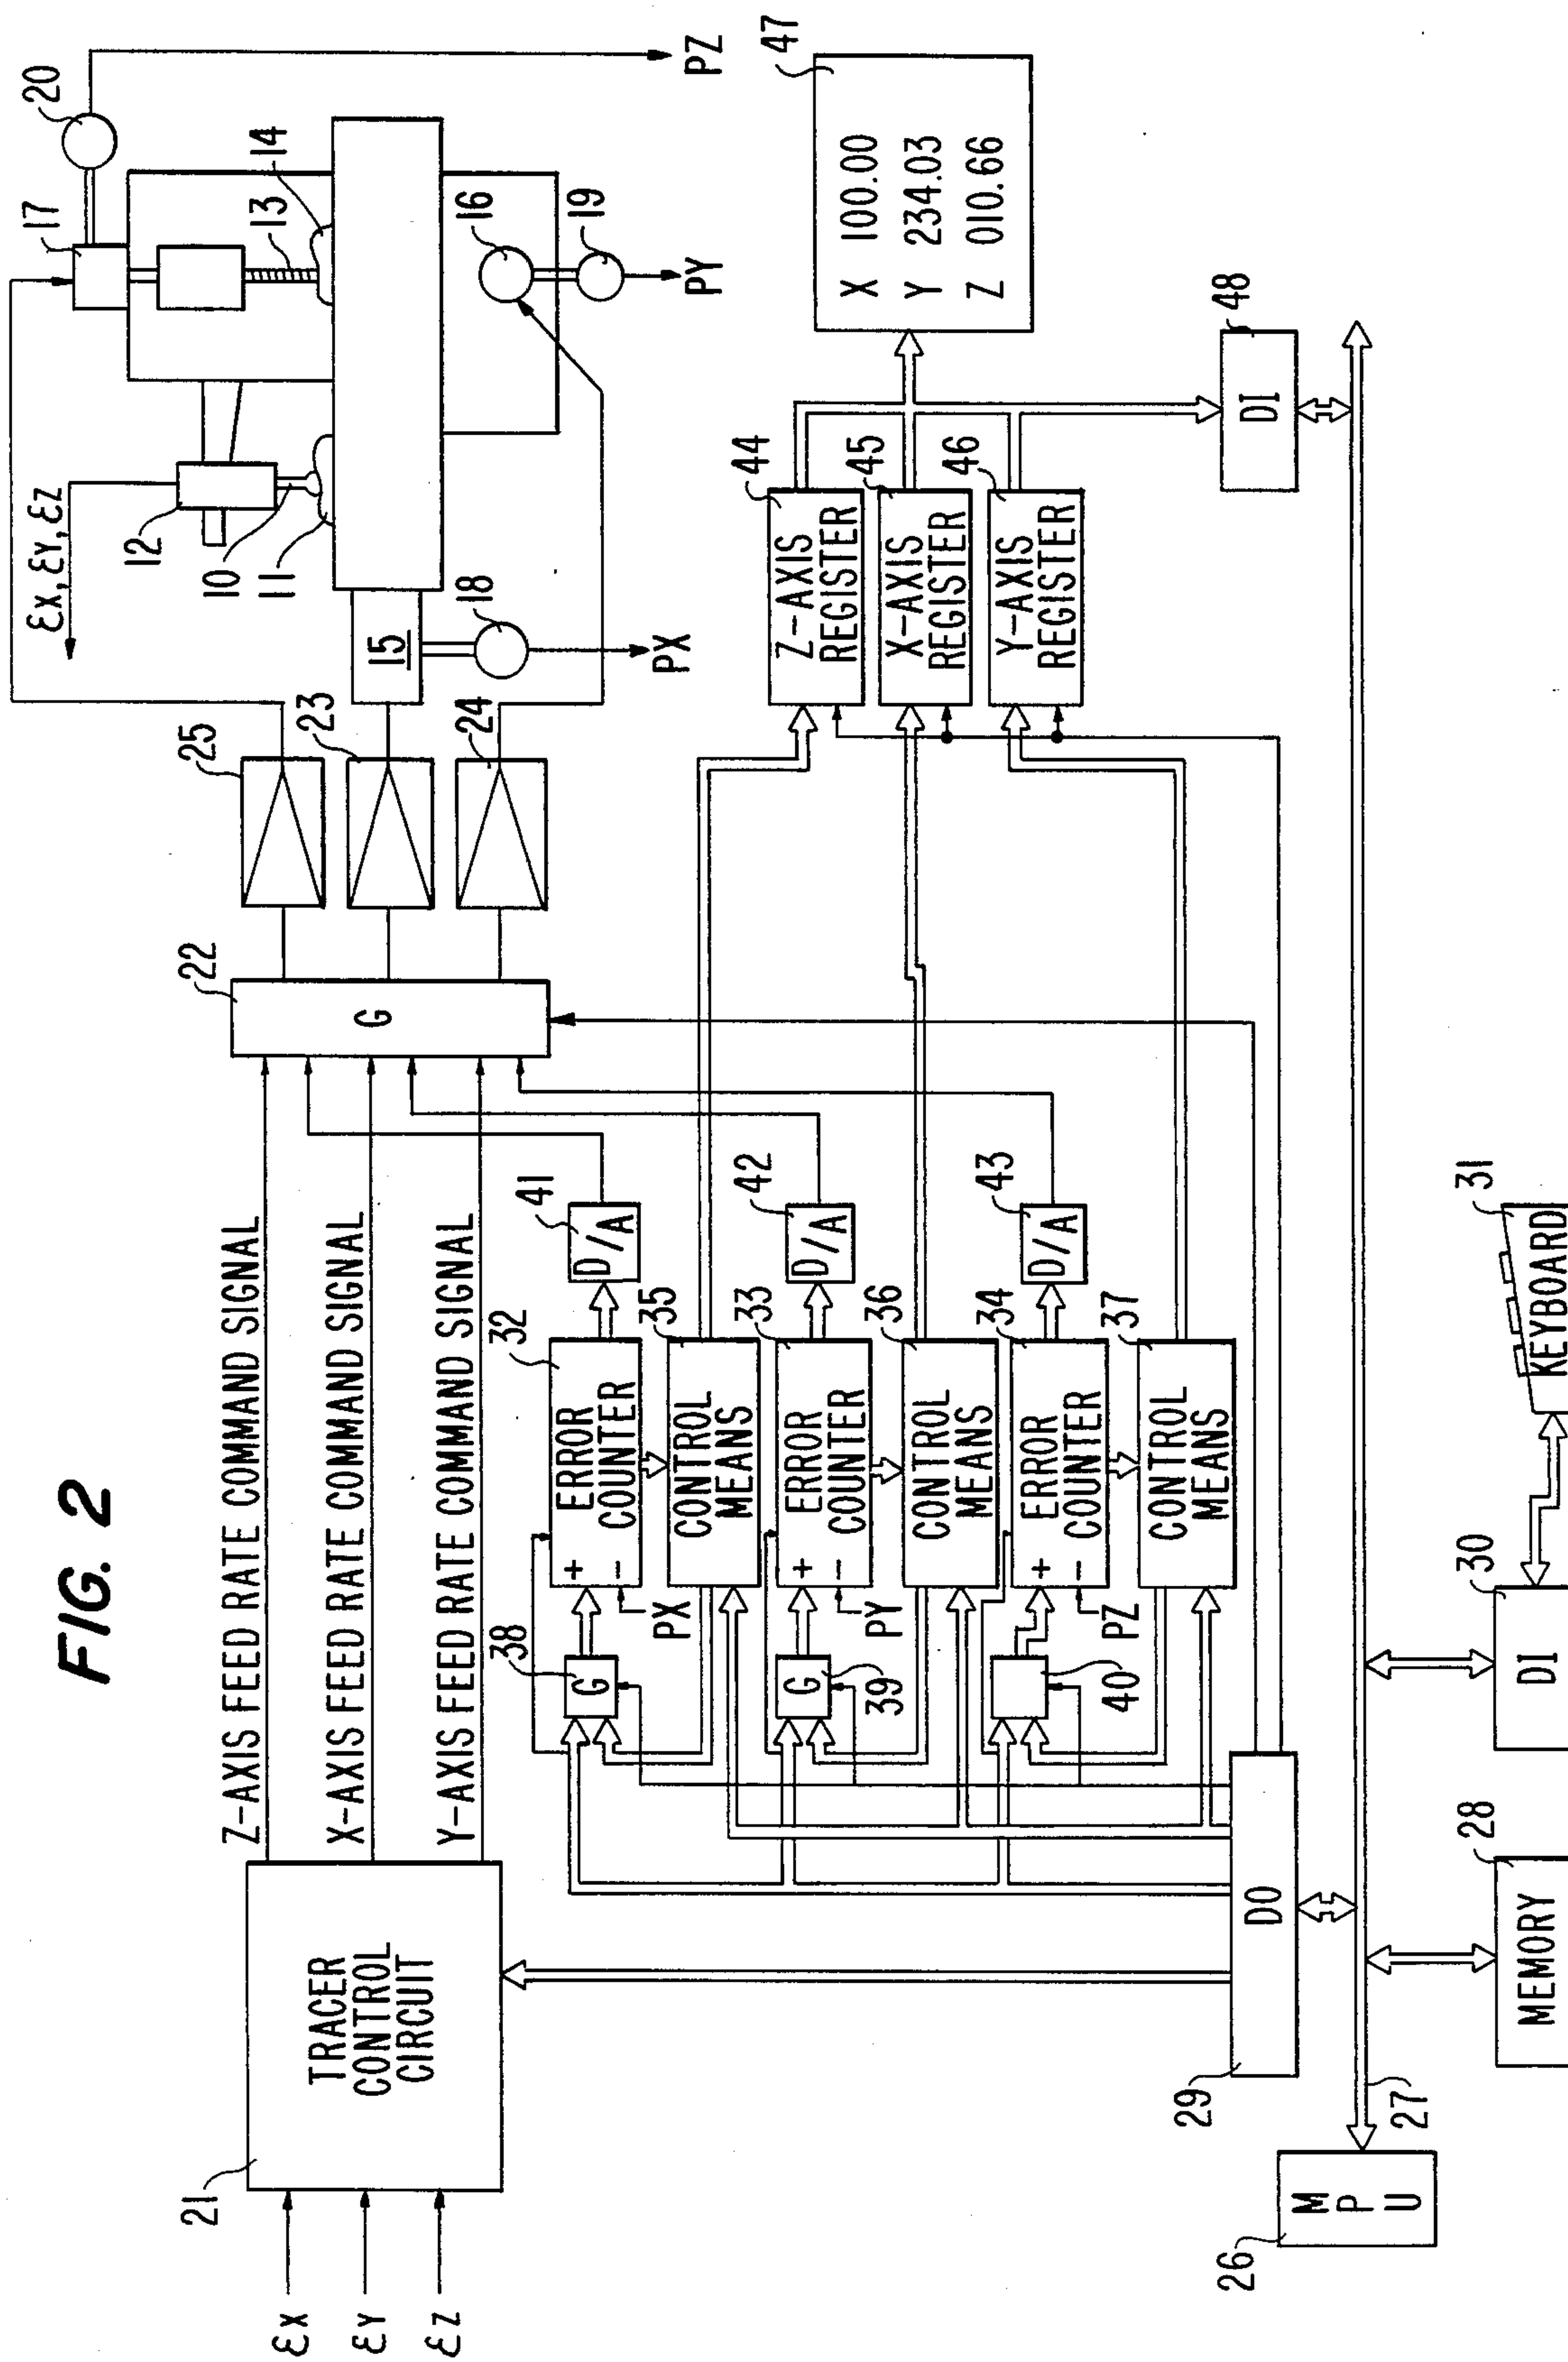 FIG. 2
εX
εY
εZ
21
TRACER
CONTROL
CIRCUIT
Z-AXIS FEED RATE COMMAND SIGNAL
X-AXIS FEED RATE COMMAND SIGNAL
Y-AXIS FEED RATE COMMAND SIGNAL
22
G
25
23
24
εX, εY, εZ
12
10
11
15
18
PX
17
20
13
14
16
19
PY
PZ
38
G
+
-
PX
32
ERROR
COUNTER
41
D/A
35
CONTROL
MEANS
G
39
+
-
PY
33
ERROR
COUNTER
42
D/A
36
CONTROL
MEANS
40
+
-
PZ
34
ERROR
COUNTER
43
D/A
37
CONTROL
MEANS
44
Z-AXIS
REGISTER
45
X-AXIS
REGISTER
46
Y-AXIS
REGISTER
47
X 100.00
Y 234.03
Z 010.66
48
DI
29
DO
26
MPU
27
28
MEMORY
30
DI
31
KEYBOARD